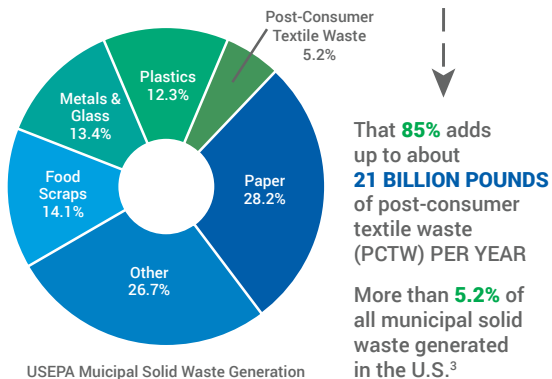 Post-Consumer
Textile Waste
5.2%
Plastics
12.3%
Metals &
Glass
13.4%
Food
Scraps
14.1%
Paper
28.2%
Other
26.7%
USEPA Muicipal Solid Waste Generation
That 85% adds
up to about
21 BILLION POUNDS
of post-consumer
textile waste
(PCTW) PER YEAR
More than 5.2% of
all municipal solid
waste generated
in the U.S.³